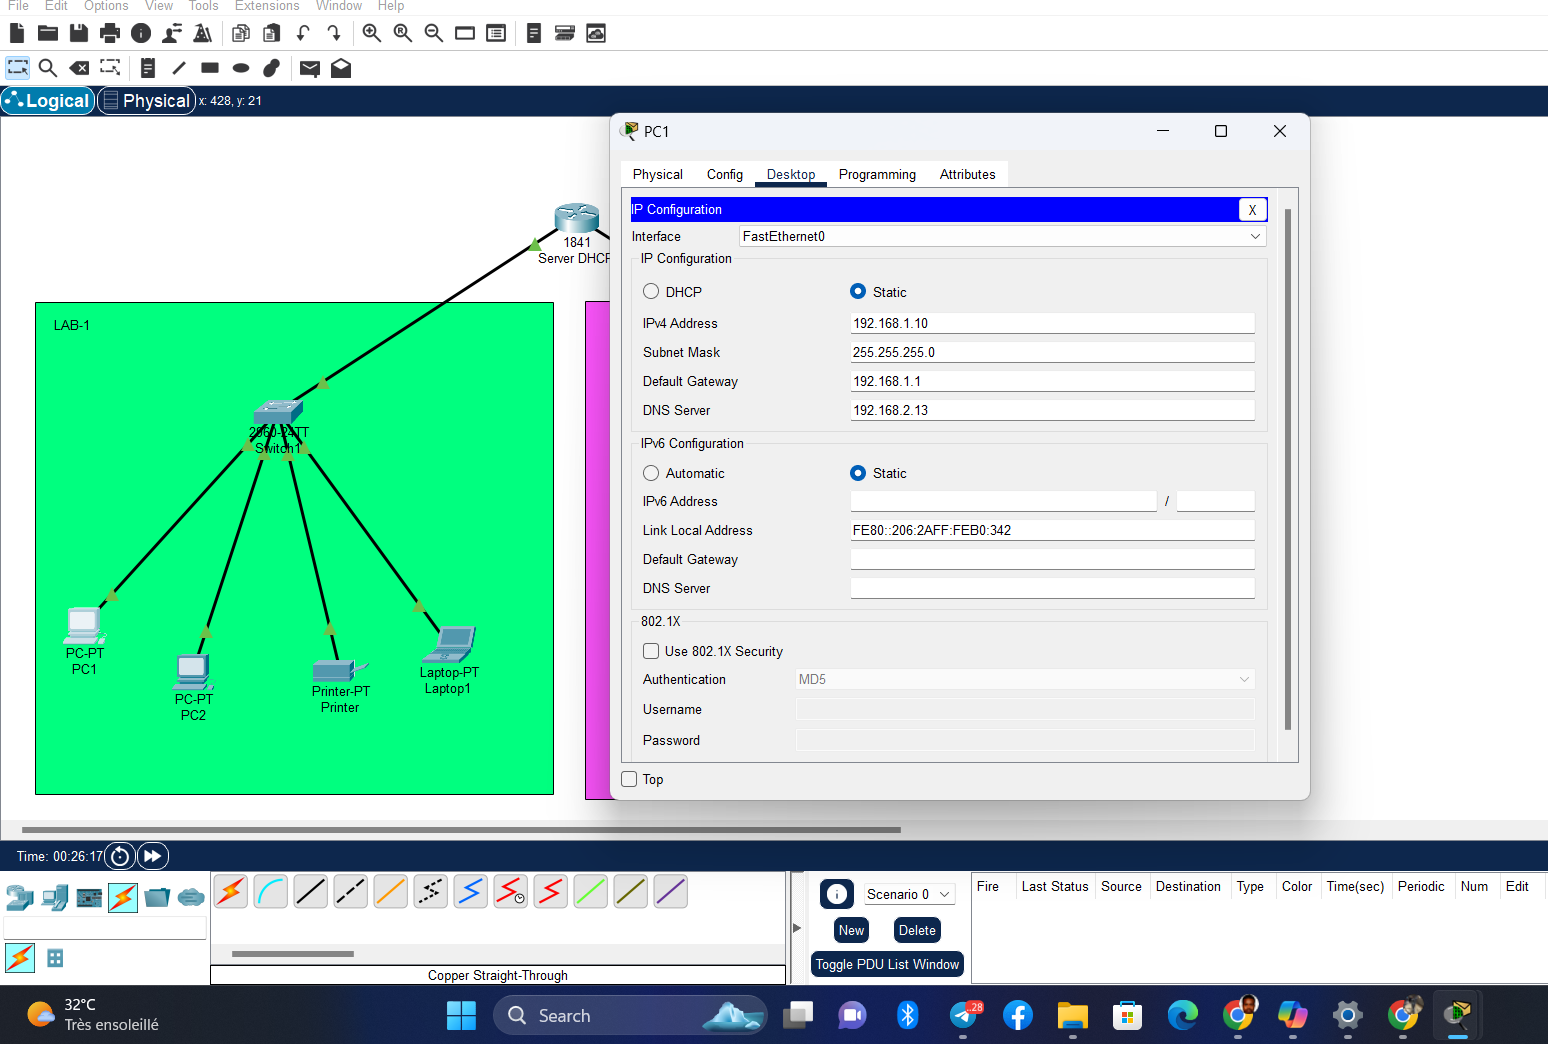 File Edit Options View Tools Extensions Window Help
Logical Physical x: 428, y: 21
PC1
Physical Config Desktop Programming Attributes
IP Configuration X
Interface FastEthernet0
IP Configuration
DHCP Static
IPv4 Address 192.168.1.10
Subnet Mask 255.255.255.0
Default Gateway 192.168.1.1
DNS Server 192.168.2.13
IPv6 Configuration
Automatic Static
IPv6 Address /
Link Local Address FE80::206:2AFF:FEB0:342
Default Gateway
DNS Server
802.1X
Use 802.1X Security
Authentication MD5
Username
Password
Top
1841
Server DHCP
LAB-1
2960-24TT
Switch1
PC-PT
PC1
PC-PT
PC2
Printer-PT
Printer
Laptop-PT
Laptop1
Time: 00:26:17
Scenario 0
New Delete
Toggle PDU List Window
Fire Last Status Source Destination Type Color Time(sec) Periodic Num Edit
Copper Straight-Through
32°C
Très ensoleillé
Search
..28